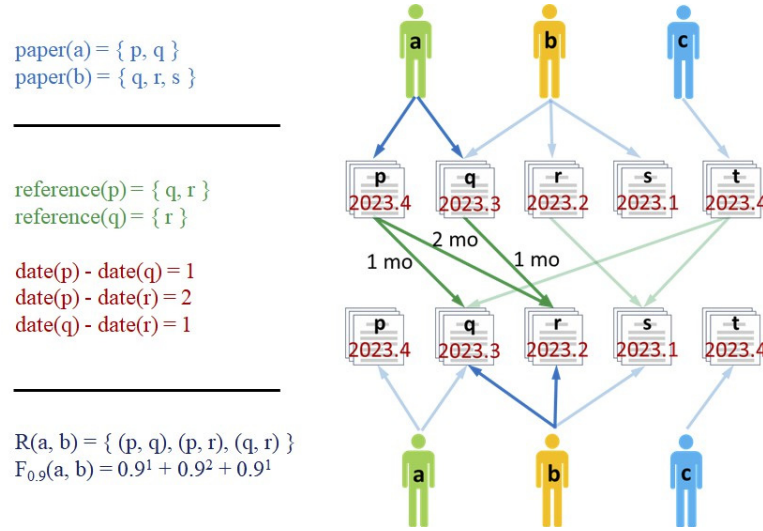 paper(a) = { p, q }
paper(b) = { q, r, s }
reference(p) = { q, r }
reference(q) = { r }
date(p) - date(q) = 1
date(p) - date(r) = 2
date(q) - date(r) = 1
R(a, b) = { (p, q), (p, r), (q, r) }
F₀.₉(a, b) = 0.9¹ + 0.9² + 0.9¹
a b c
p q r s t
2023.4 2023.3 2023.2 2023.1 2023.4
1 mo 2 mo 1 mo
p q r s t
2023.4 2023.3 2023.2 2023.1 2023.4
a b c